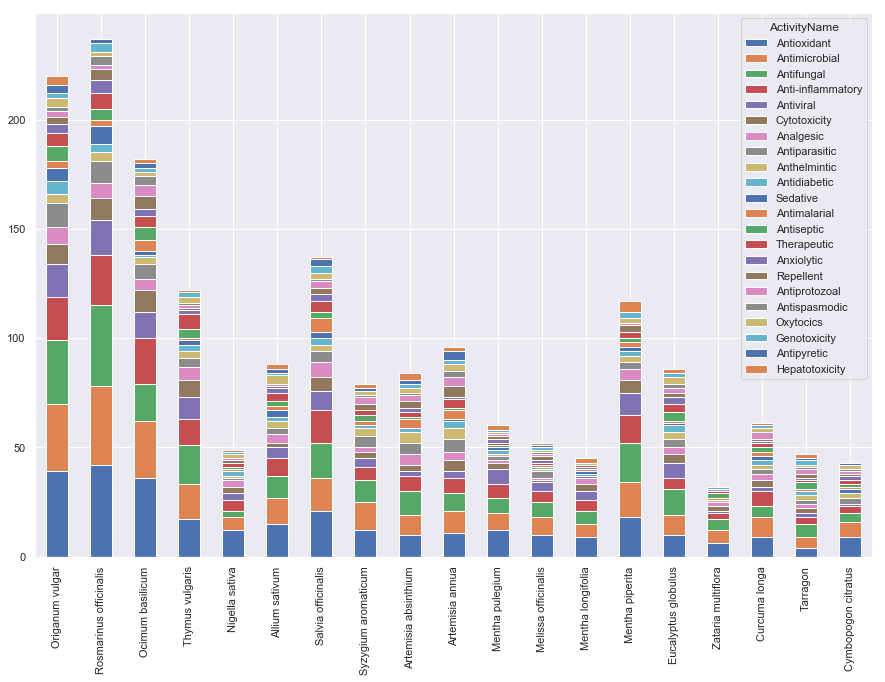 ActivityName
Antioxidant
Antimicrobial
Antifungal
Anti-inflammatory
Antiviral
Cytotoxicity
Analgesic
Antiparasitic
Anthelmintic
Antidiabetic
Sedative
Antimalarial
Antiseptic
Therapeutic
Anxiolytic
Repellent
Antiprotozoal
Antispasmodic
Oxytocics
Genotoxicity
Antipyretic
Hepatotoxicity
200
150
100
50
0
Origanum vulgar
Rosmarinus officinalis
Ocimum basilicum
Thymus vulgaris
Nigella sativa
Allium sativum
Salvia officinalis
Syzygium aromaticum
Artemisia absinthium
Artemisia annua
Mentha pulegium
Melissa officinalis
Mentha longifolia
Mentha piperita
Eucalyptus globulus
Zataria multiflora
Curcuma longa
Tarragon
Cymbopogon citratus